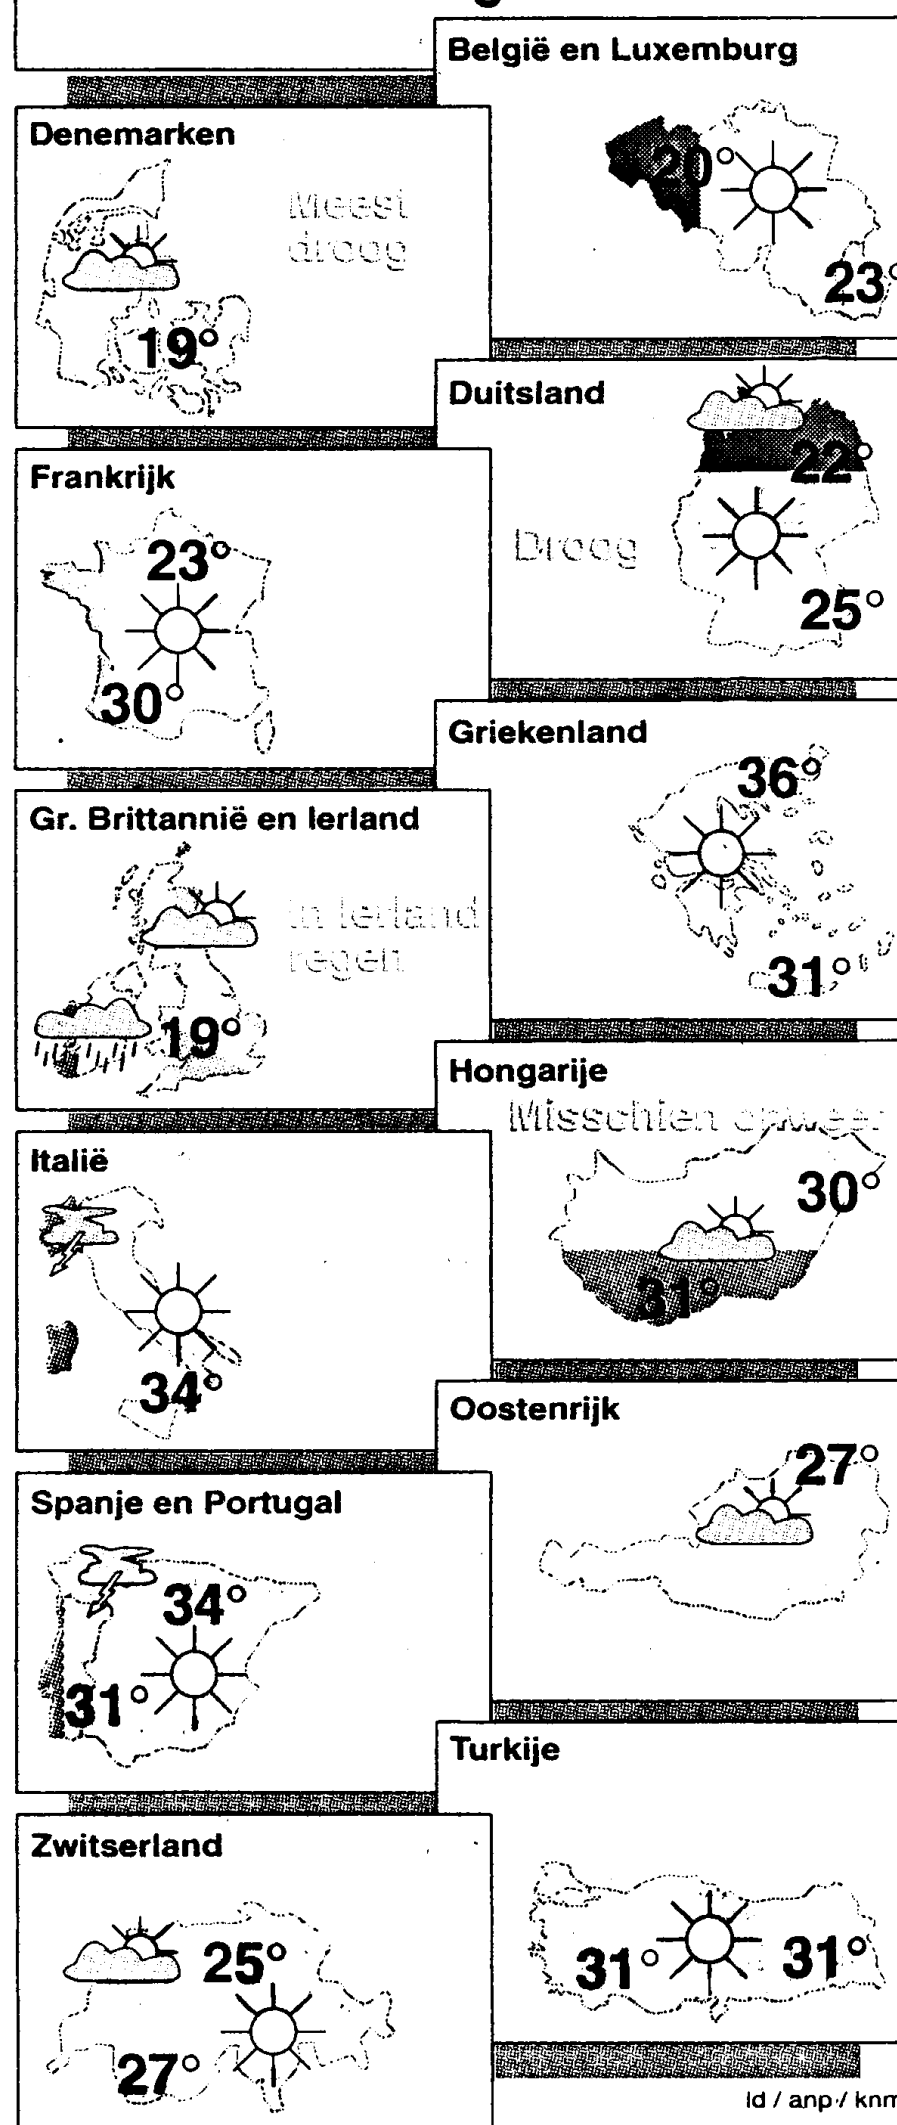 België en Luxemburg
20°
23°
Denemarken
Meest
droog
19°
Duitsland
22°
Droog
25°
Frankrijk
23°
30°
Griekenland
36°
31°
Gr. Brittannië en Ierland
In Ierland
regen
19°
Hongarije
Misschien onweer
30°
31°
Italië
34°
Oostenrijk
27°
Spanje en Portugal
34°
31°
Turkije
31°
31°
Zwitserland
25°
27°
ld / anp / knm